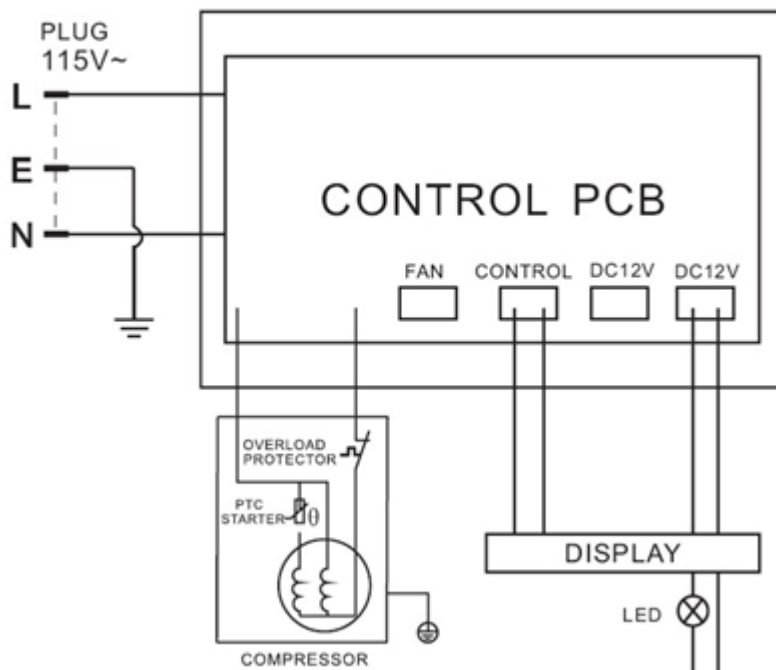 PLUG
115V~
L
E
N
CONTROL PCB
FAN
CONTROL
DC12V
DC12V
OVERLOAD
PROTECTOR
PTC
STARTER
θ
DISPLAY
LED
COMPRESSOR